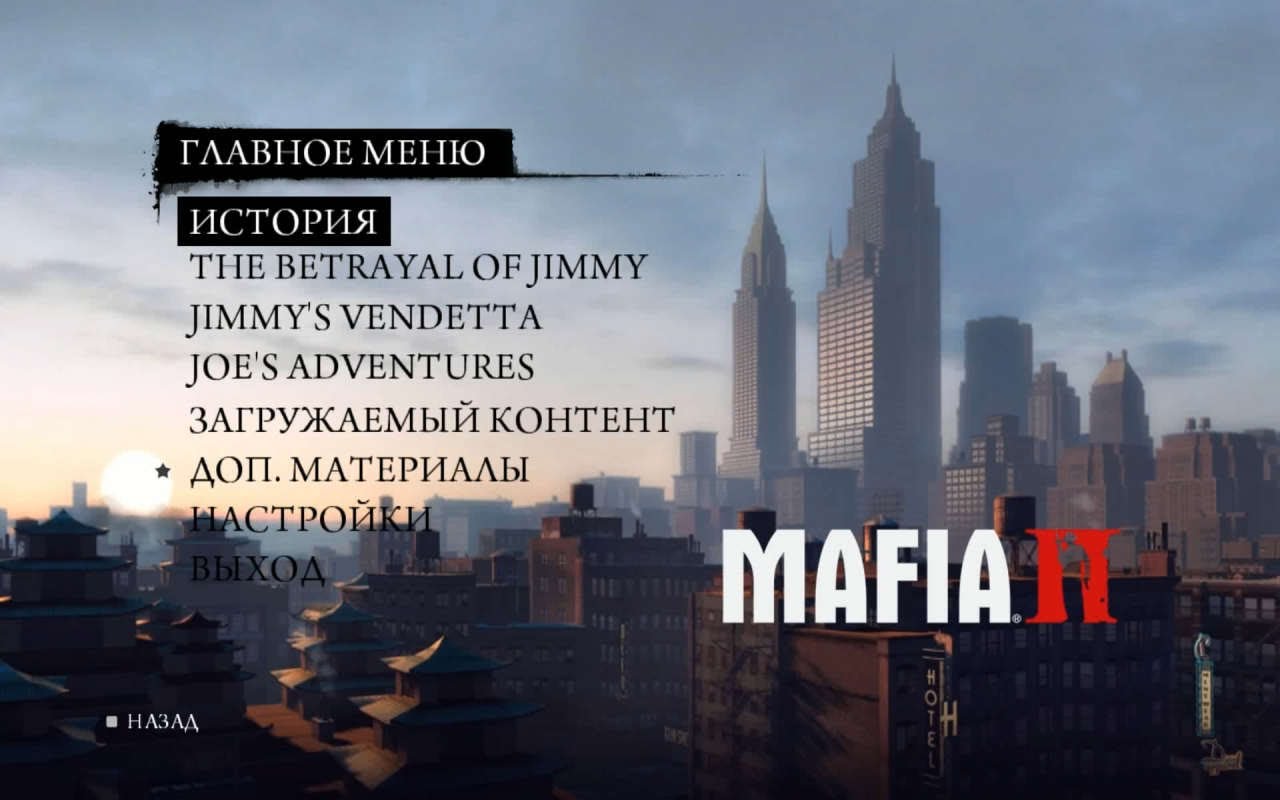 ГЛАВНОЕ МЕНЮ
ИСТОРИЯ
THE BETRAYAL OF JIMMY
JIMMY'S VENDETTA
JOE'S ADVENTURES
ЗАГРУЖАЕМЫЙ КОНТЕНТ
ДОП. МАТЕРИАЛЫ
НАСТРОЙКИ
ВЫХОД
MAFIA® II
HOTEL
H
НАЗАД